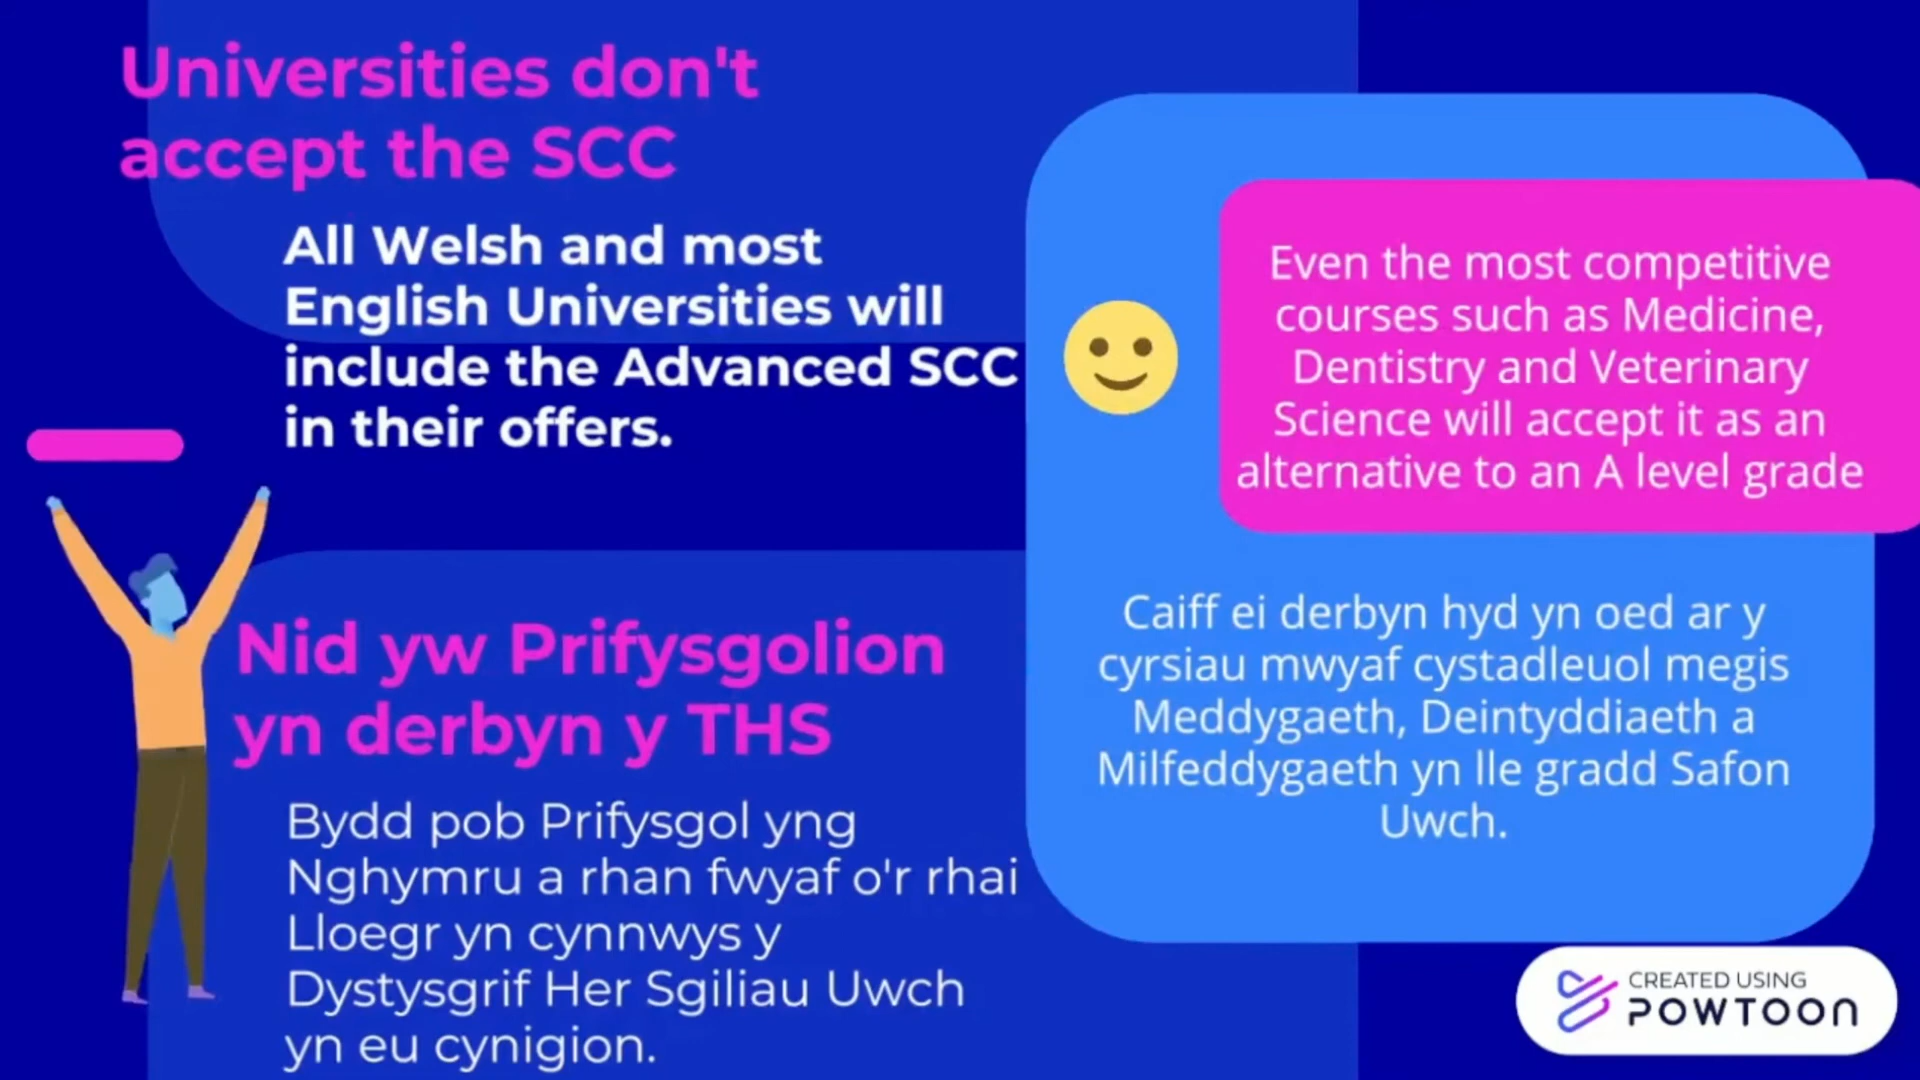 Universities don't
accept the SCC
All Welsh and most
English Universities will
include the Advanced SCC
in their offers.
Even the most competitive
courses such as Medicine,
Dentistry and Veterinary
Science will accept it as an
alternative to an A level grade
Nid yw Prifysgolion
yn derbyn y THS
Bydd pob Prifysgol yng
Nghymru a rhan fwyaf o'r rhai
Lloegr yn cynnwys y
Dystysgrif Her Sgiliau Uwch
yn eu cynigion.
Caiff ei derbyn hyd yn oed ar y
cyrsiau mwyaf cystadleuol megis
Meddygaeth, Deintyddiaeth a
Milfeddygaeth yn lle gradd Safon
Uwch.
CREATED USING
POWTOON